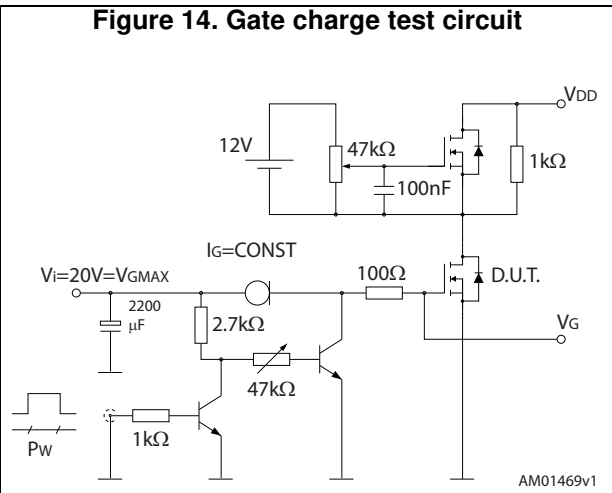 Figure 14. Gate charge test circuit
VDD
12V
47kΩ
1kΩ
100nF
IG=CONST
Vi=20V=VGMAX
100Ω
D.U.T.
2200
μF
2.7kΩ
VG
47kΩ
1kΩ
PW
AM01469v1